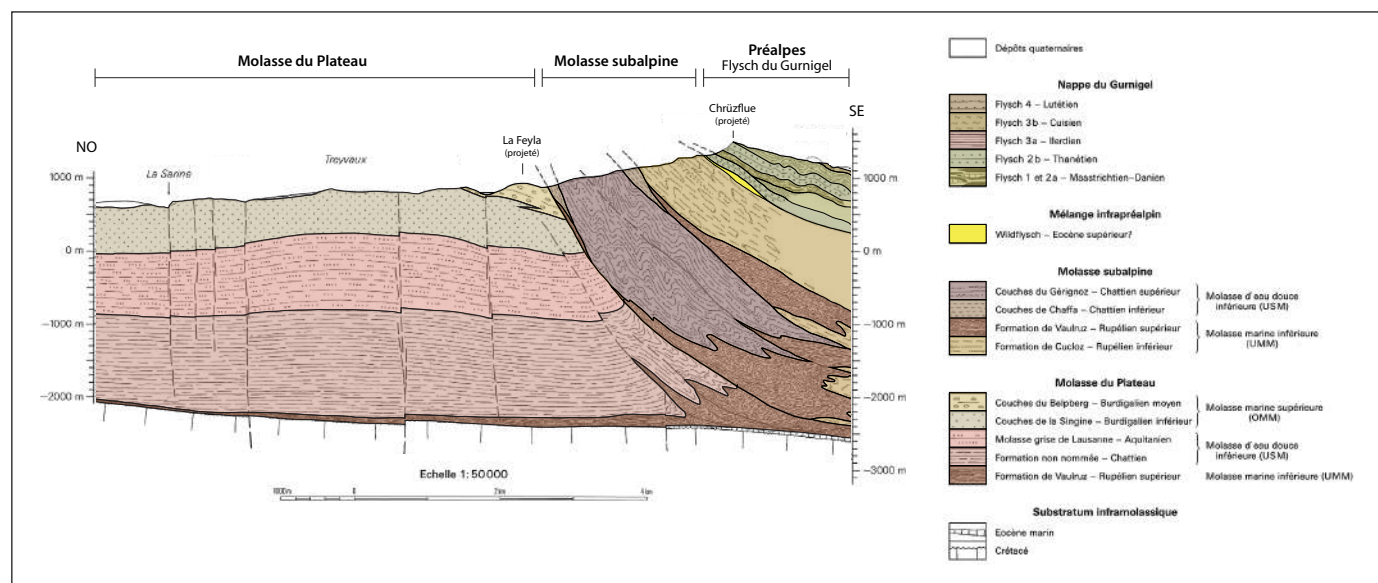 Molasse du Plateau
Molasse subalpine
Préalpes
Flysch du Gurnigel
NO
SE
La Sarine
Treyvaux
La Feyla
(projeté)
Chrüzflue
(projeté)
1000 m
0 m
−1000 m
−2000 m
1000 m
0 m
−1000 m
−2000 m
−3000 m
Echelle 1:50000
1000m 0 2 km 4 km
Dépôts quaternaires
Nappe du Gurnigel
Flysch 4 – Lutétien
Flysch 3b – Cuisien
Flysch 3a – Ilerdien
Flysch 2b – Thanétien
Flysch 1 et 2a – Maastrichtien–Danien
Mélange infrapréalpin
Wildflysch – Eocène supérieur?
Molasse subalpine
Couches du Gérignoz – Chattien supérieur
Couches de Chaffa – Chattien inférieur
Molasse d'eau douce
inférieure (USM)
Formation de Vaulruz – Rupélien supérieur
Formation de Cucloz – Rupélien inférieur
Molasse marine inférieure
(UMM)
Molasse du Plateau
Couches du Belpberg – Burdigalien moyen
Couches de la Singine – Burdigalien inférieur
Molasse marine supérieure
(OMM)
Molasse grise de Lausanne – Aquitanien
Formation non nommée – Chattien
Molasse d'eau douce
inférieure (USM)
Formation de Vaulruz – Rupélien supérieur
Molasse marine inférieure (UMM)
Substratum inframolassique
Eocène marin
Crétacé